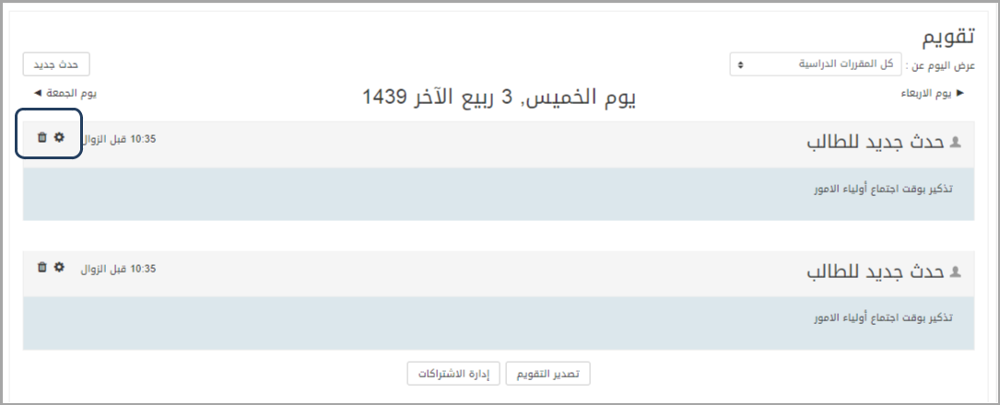 تقويم
عرض اليوم عن : كل المقررات الدراسية
حدث جديد
◄ يوم الاربعاء
يوم الخميس, 3 ربيع الآخر 1439
يوم الجمعة ►
حدث جديد للطالب
10:35 قبل الزوال
تذكير بوقت اجتماع أولياء الامور
حدث جديد للطالب
10:35 قبل الزوال
تذكير بوقت اجتماع أولياء الامور
تصدير التقويم
إدارة الاشتراكات